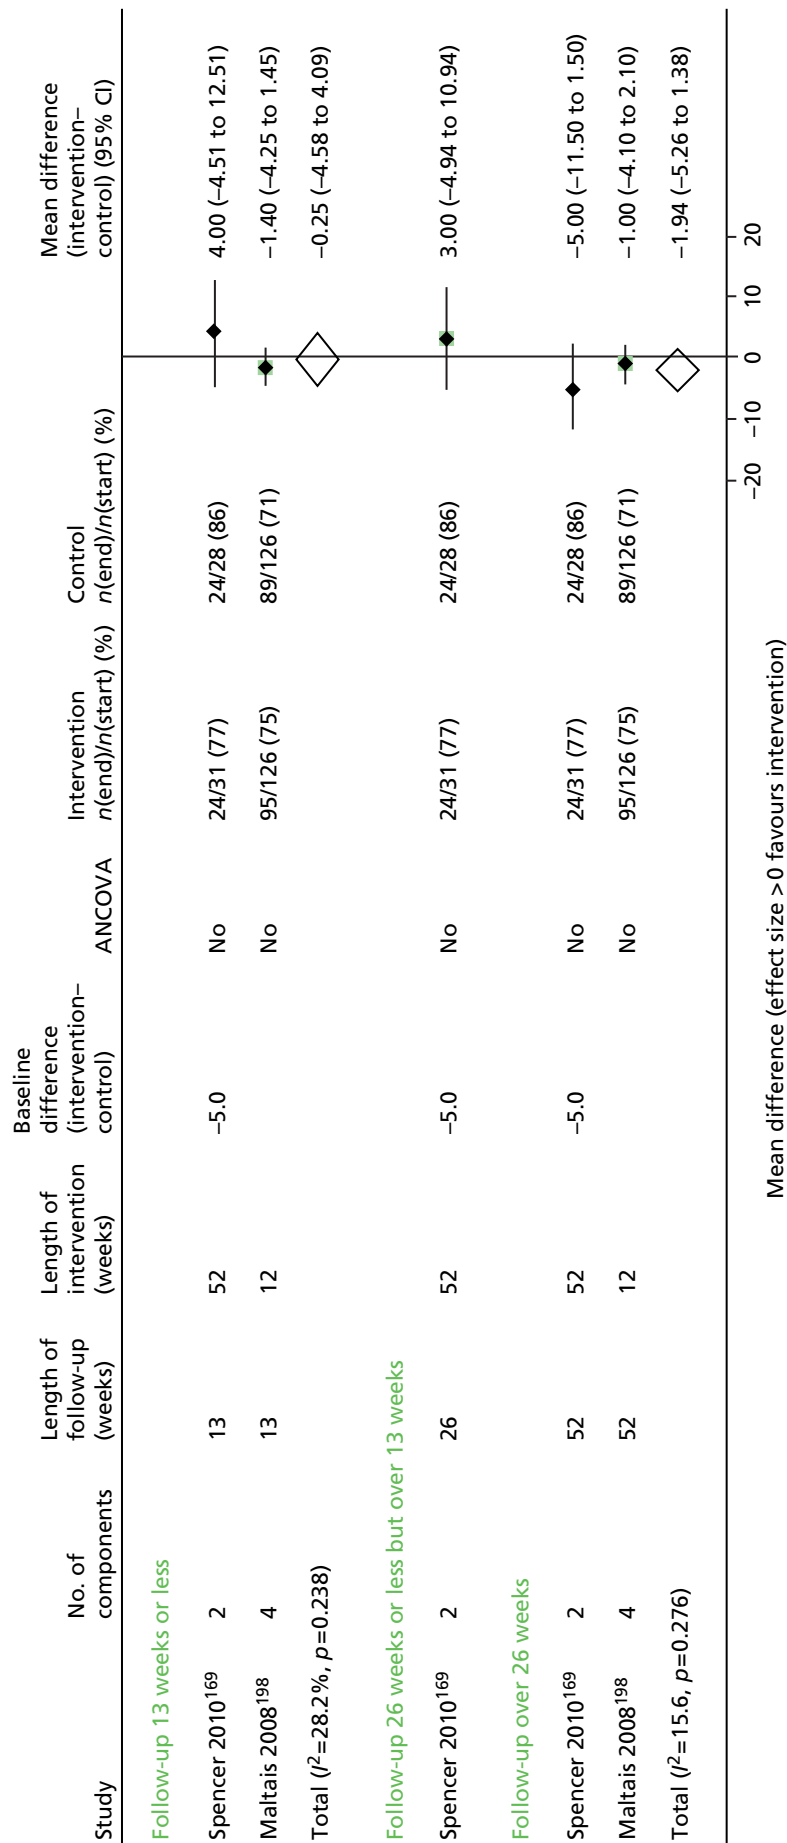 Study No. of components Length of follow-up (weeks) Length of intervention (weeks) Baseline difference (intervention–control) ANCOVA Intervention n(end)/n(start) (%) Control n(end)/n(start) (%) Mean difference (intervention–control) (95% CI)
Follow-up 13 weeks or less
Spencer 2010¹⁶⁹ 2 13 52 –5.0 No 24/31 (77) 24/28 (86) 4.00 (–4.51 to 12.51)
Maltais 2008¹⁹⁸ 4 13 12 No 95/126 (75) 89/126 (71) –1.40 (–4.25 to 1.45)
Total (I²=28.2%, p=0.238) –0.25 (–4.58 to 4.09)
Follow-up 26 weeks or less but over 13 weeks
Spencer 2010¹⁶⁹ 2 26 52 –5.0 No 24/31 (77) 24/28 (86) 3.00 (–4.94 to 10.94)
Follow-up over 26 weeks
Spencer 2010¹⁶⁹ 2 52 52 –5.0 No 24/31 (77) 24/28 (86) –5.00 (–11.50 to 1.50)
Maltais 2008¹⁹⁸ 4 52 12 No 95/126 (75) 89/126 (71) –1.00 (–4.10 to 2.10)
Total (I²=15.6, p=0.276) –1.94 (–5.26 to 1.38)
–20 –10 0 10 20
Mean difference (effect size >0 favours intervention)